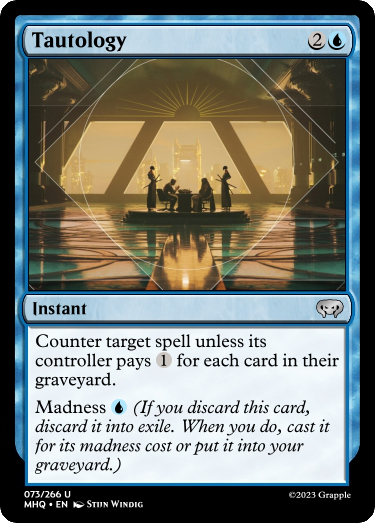 Tautology 2
Instant
Counter target spell unless its
controller pays 1 for each card in their
graveyard.
Madness (If you discard this card,
discard it into exile. When you do, cast it
for its madness cost or put it into your
graveyard.)
073/266 U
MHQ • EN Stijn Windig
©2023 Grapple